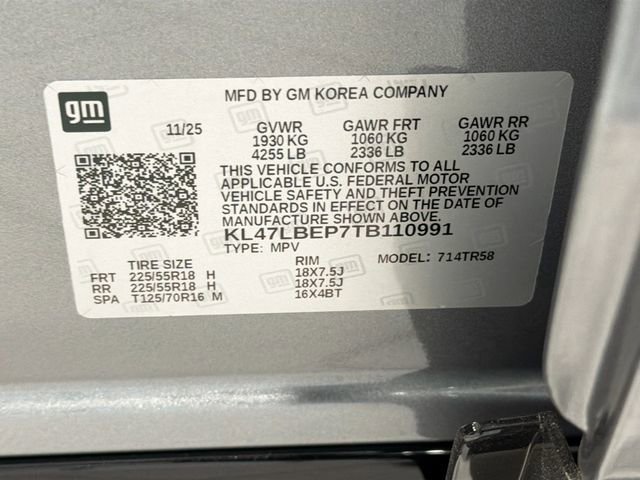 gm
MFD BY GM KOREA COMPANY
11/25 GVWR GAWR FRT GAWR RR
1930 KG 1060 KG 1060 KG
4255 LB 2336 LB 2336 LB
THIS VEHICLE CONFORMS TO ALL
APPLICABLE U.S. FEDERAL MOTOR
VEHICLE SAFETY AND THEFT PREVENTION
STANDARDS IN EFFECT ON THE DATE OF
MANUFACTURE SHOWN ABOVE.
KL47LBEP7TB110991
TYPE: MPV MODEL: 714TR58
TIRE SIZE RIM
FRT 225/55R18 H 18X7.5J
RR 225/55R18 H 18X7.5J
SPA T125/70R16 M 16X4BT